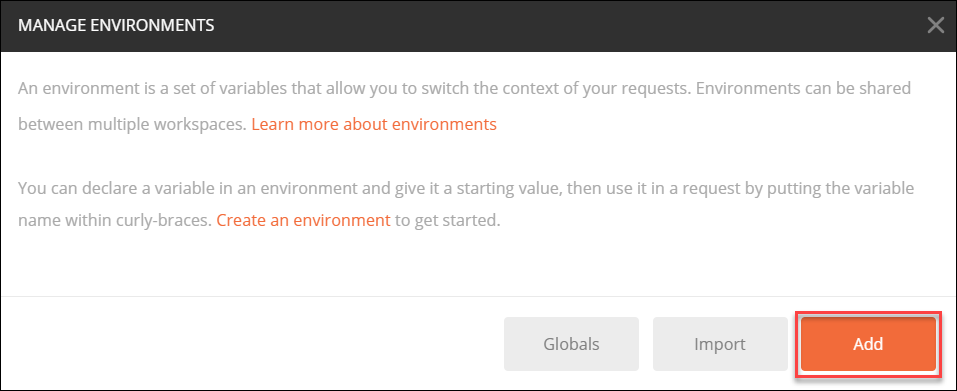 MANAGE ENVIRONMENTS
An environment is a set of variables that allow you to switch the context of your requests. Environments can be shared
between multiple workspaces. Learn more about environments
You can declare a variable in an environment and give it a starting value, then use it in a request by putting the variable
name within curly-braces. Create an environment to get started.
Globals
Import
Add